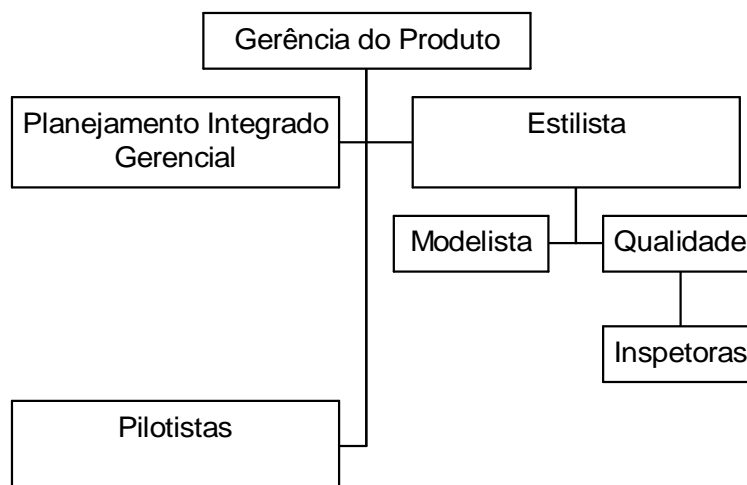 Gerência do Produto
Planejamento Integrado
Gerencial
Estilista
Modelista
Qualidade
Inspetoras
Pilotistas